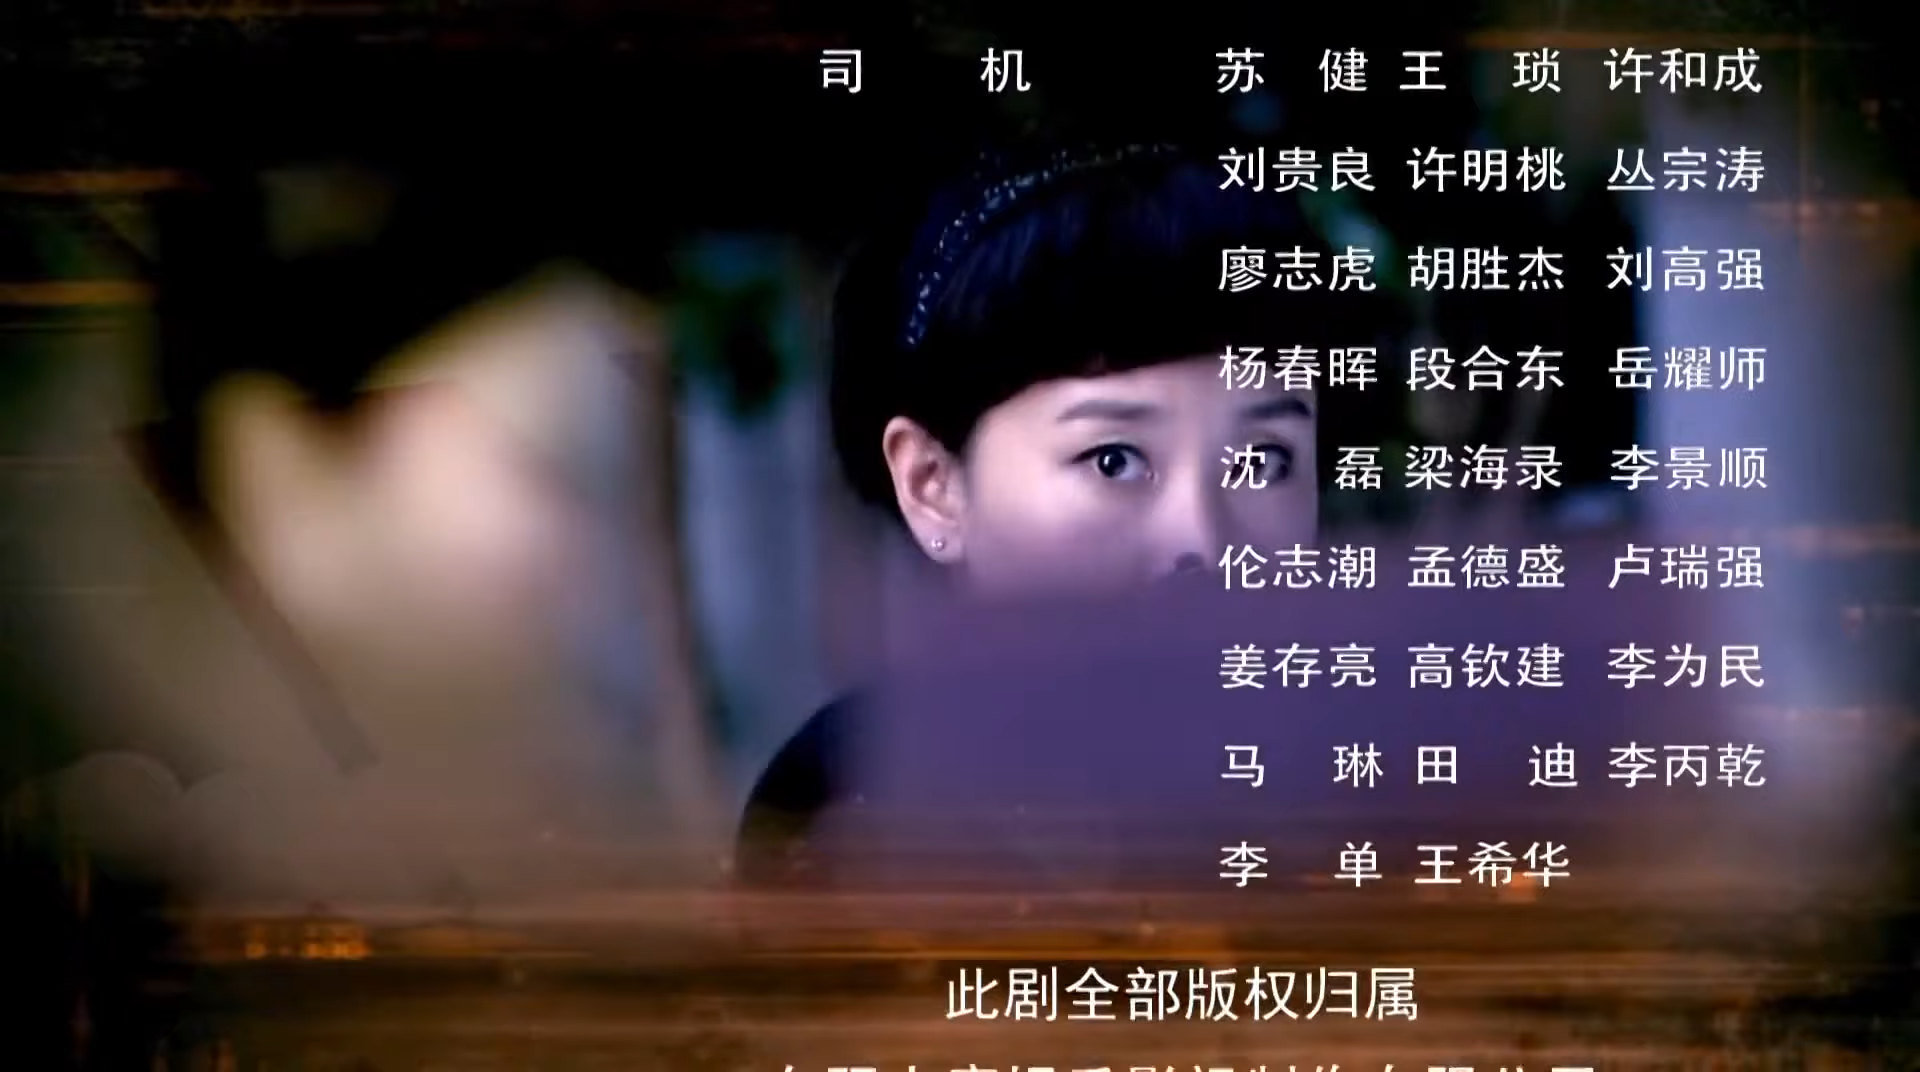 司 机 苏 健 王 琐 许和成
刘贵良 许明桃 丛宗涛
廖志虎 胡胜杰 刘高强
杨春晖 段合东 岳耀师
沈 磊 梁海录 李景顺
伦志潮 孟德盛 卢瑞强
姜存亮 高钦建 李为民
马 琳 田 迪 李丙乾
李 单 王希华
此剧全部版权归属